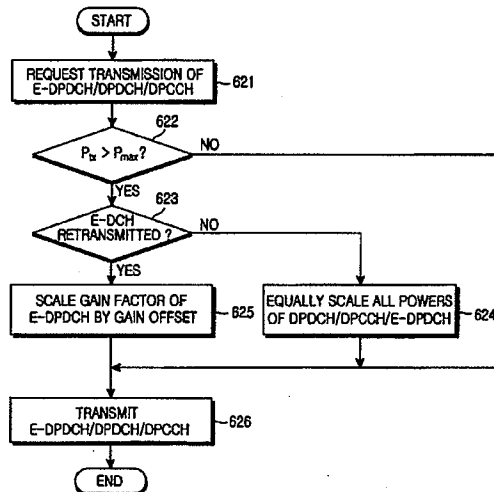 START
REQUEST TRANSMISSION OF
E-DPDCH/DPDCH/DPCCH
621
622
Ptx > Pmax?
NO
YES
623
E-DCH
RETRANSMITTED ?
NO
YES
SCALE GAIN FACTOR OF
E-DPDCH BY GAIN OFFSET
625
EQUALLY SCALE ALL POWERS
OF DPDCH/DPCCH/E-DPDCH
624
TRANSMIT
E-DPDCH/DPDCH/DPCCH
626
END